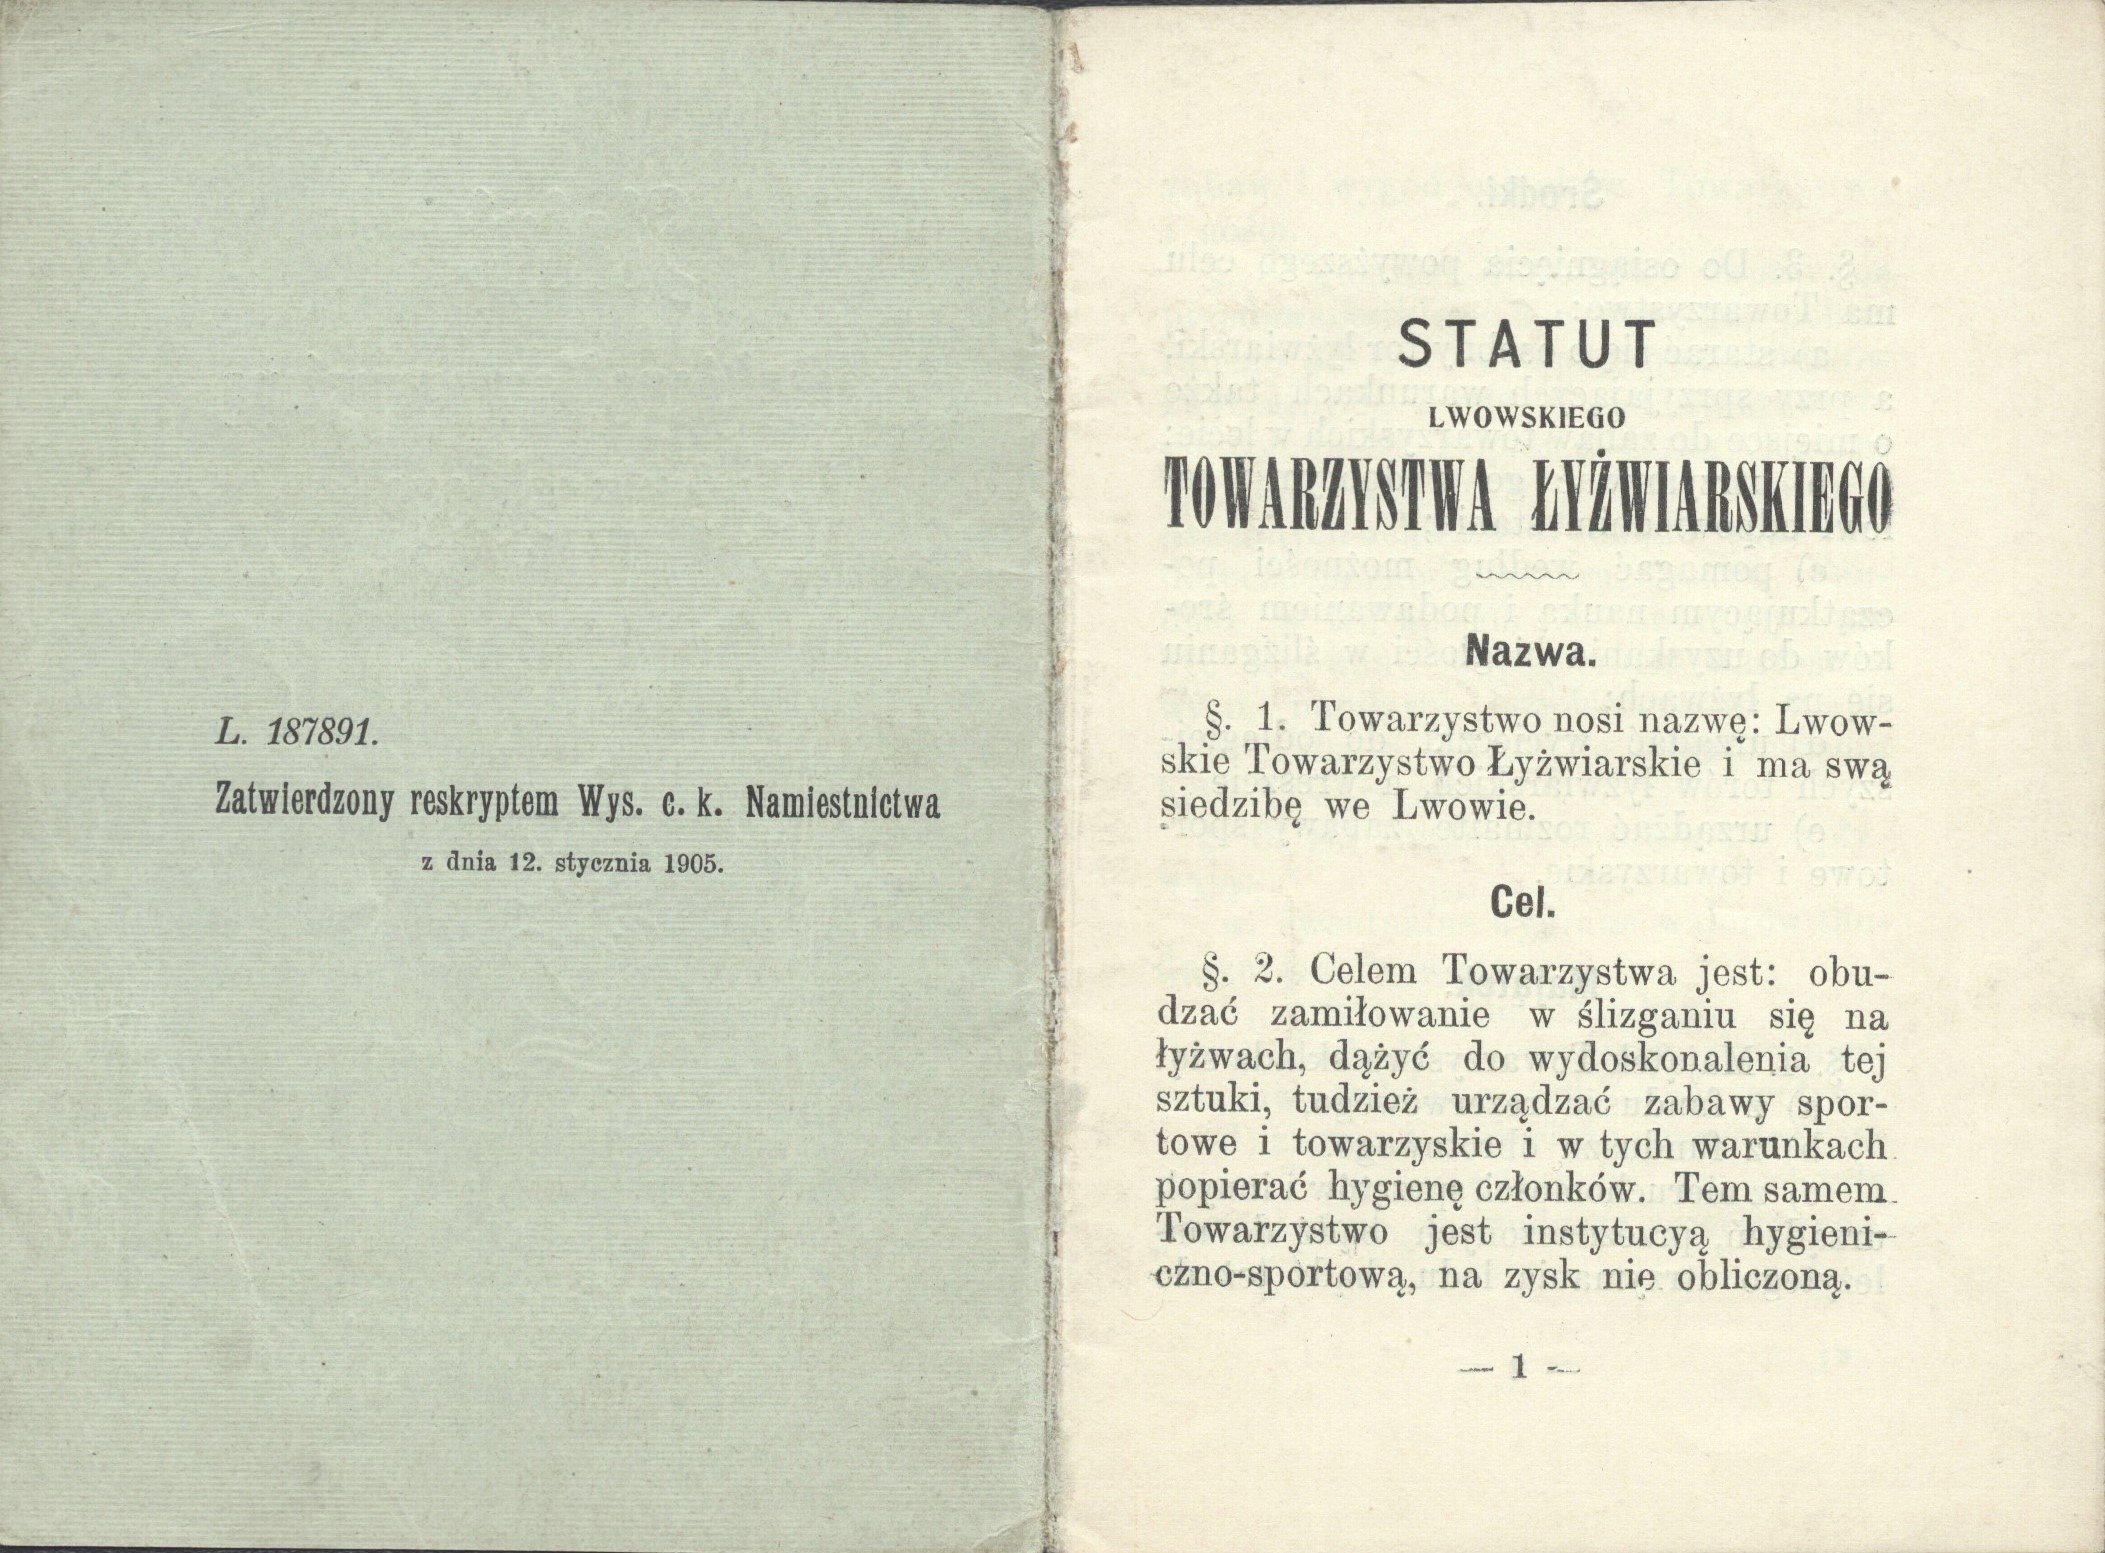 L. 187891.
Zatwierdzony reskryptem Wys. c. k. Namiestnictwa
z dnia 12. stycznia 1905.
STATUT
LWOWSKIEGO
TOWARZYSTWA ŁYŻWIARSKIEGO
Nazwa.
§. 1. Towarzystwo nosi nazwę: Lwow-
skie Towarzystwo Łyżwiarskie i ma swą
siedzibę we Lwowie.
Cel.
§. 2. Celem Towarzystwa jest: obu-
dzać zamiłowanie w ślizganiu się na
łyżwach, dążyć do wydoskonalenia tej
sztuki, tudzież urządzać zabawy spor-
towe i towarzyskie i w tych warunkach
popierać hygienę członków. Tem samem
Towarzystwo jest instytucyą hygieni-
czno-sportową, na zysk nie obliczoną.
— 1 —